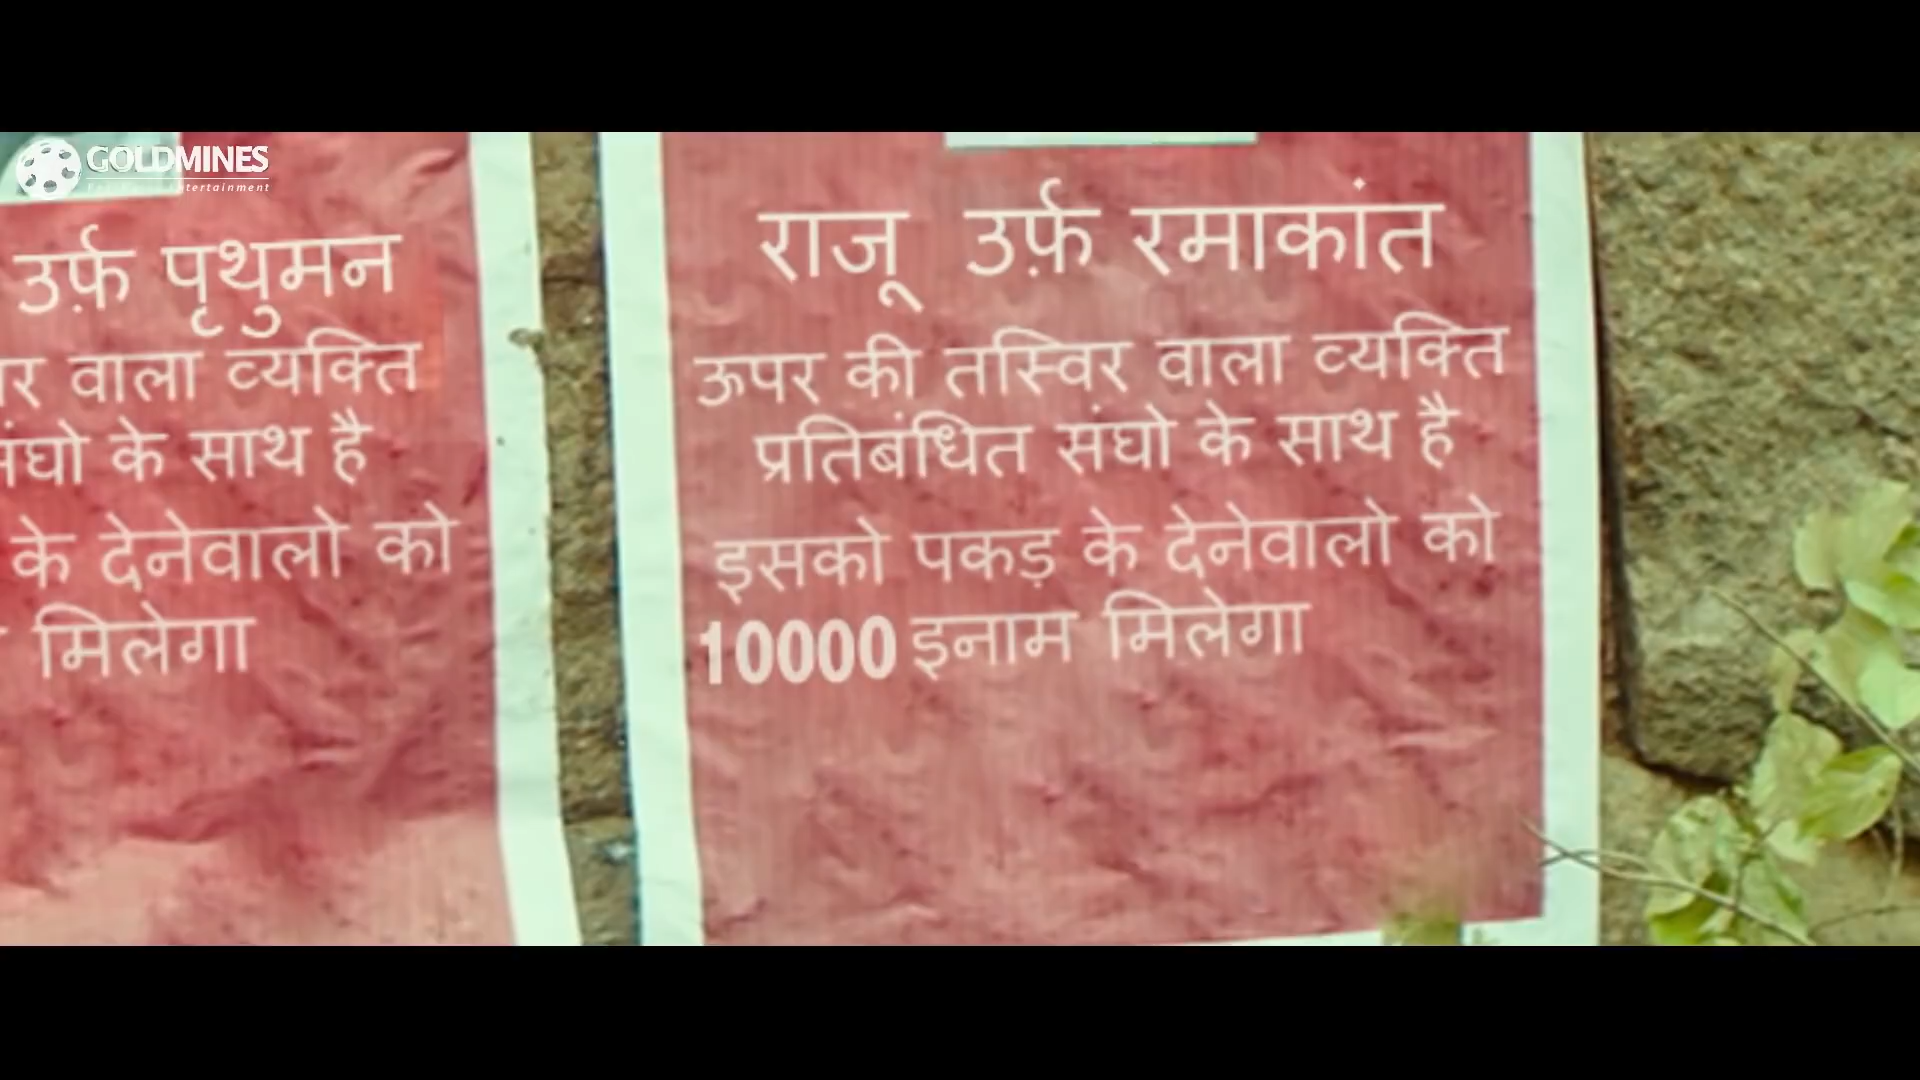 GOLDMINES
उर्फ़ पृथुमन
वाला व्यक्ति
संघो के साथ है
के देनेवालो को
मिलेगा
राजू उर्फ़ रमाकांत
ऊपर की तस्विर वाला व्यक्ति
प्रतिबंधित संघो के साथ है
इसको पकड़ के देनेवालो को
10000 इनाम मिलेगा